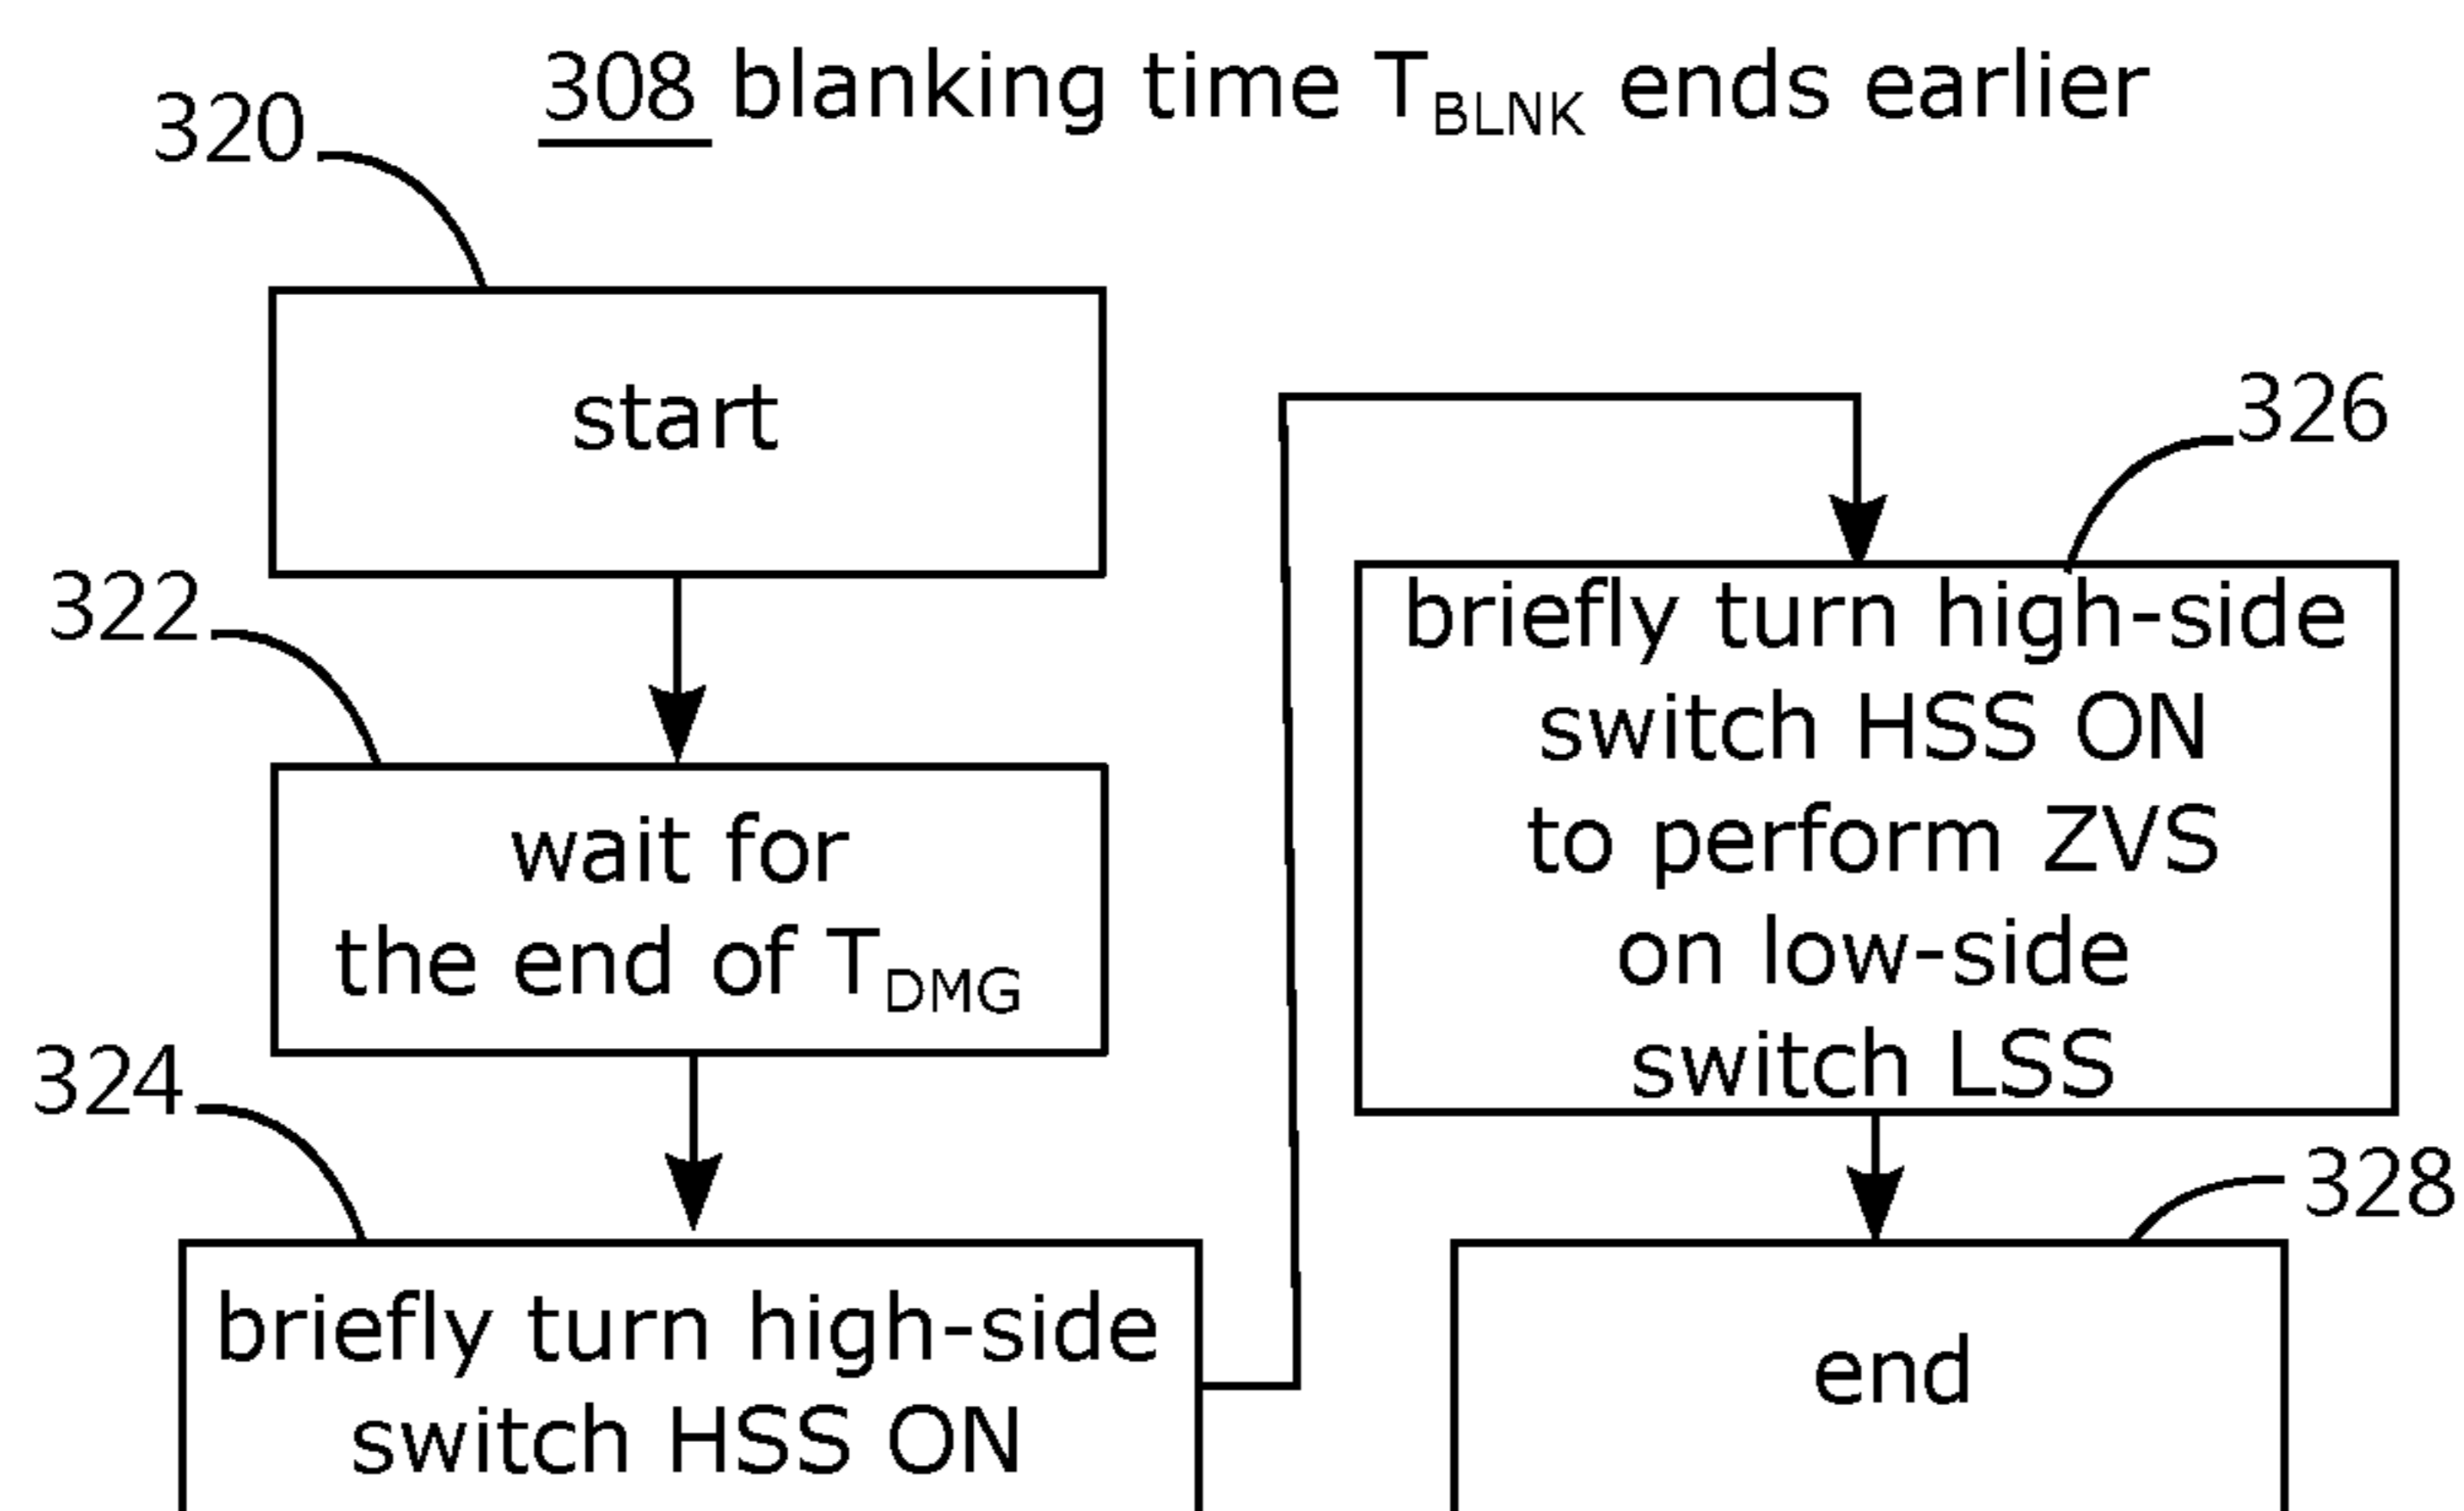 308 blanking time TBLNK ends earlier
320
start
322
wait for
the end of TDMG
324
briefly turn high-side
switch HSS ON
326
briefly turn high-side
switch HSS ON
to perform ZVS
on low-side
switch LSS
328
end